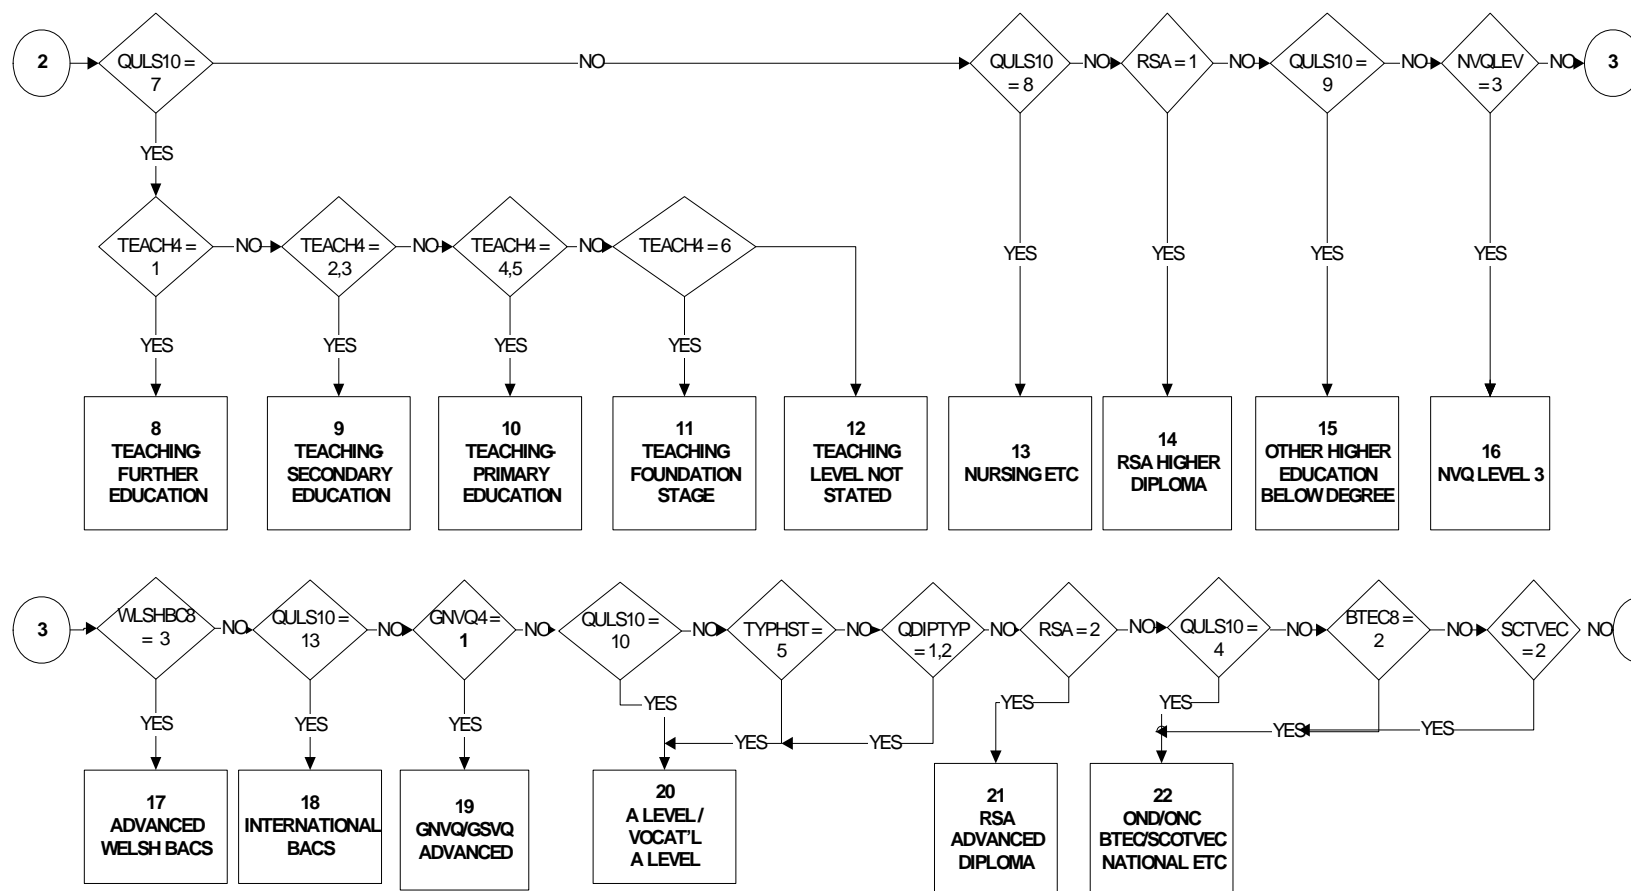 2
QULS10 =
7
NO
QULS10
= 8
NO
RSA = 1
NO
QULS10 =
9
NO
NVQLEV
= 3
NO
3
YES
YES
YES
YES
YES
TEACH4 =
1
NO
TEACH4 =
2,3
NO
TEACH4 =
4,5
NO
TEACH4 = 6
YES
YES
YES
YES
8
TEACHING-
FURTHER
EDUCATION
9
TEACHING
SECONDARY
EDUCATION
10
TEACHING-
PRIMARY
EDUCATION
11
TEACHING
FOUNDATION
STAGE
12
TEACHING
LEVEL NOT
STATED
13
NURSING ETC
14
RSA HIGHER
DIPLOMA
15
OTHER HIGHER
EDUCATION
BELOW DEGREE
16
NVQ LEVEL 3
3
WLSHBC8
= 3
NO
QULS10 =
13
NO
GNVQ4 =
1
NO
QULS10 =
10
NO
TYPHST =
5
NO
QDIPTYP
= 1,2
NO
RSA = 2
NO
QULS10 =
4
NO
BTEC8 =
2
NO
SCTVEC
= 2
NO
YES
YES
YES
YES
YES
YES
YES
YES
YES
YES
17
ADVANCED
WELSH BACS
18
INTERNATIONAL
BACS
19
GNVQ/GSVQ
ADVANCED
20
A LEVEL /
VOCAT'L
A LEVEL
21
RSA
ADVANCED
DIPLOMA
22
OND/ONC
BTEC/SCOTVEC
NATIONAL ETC